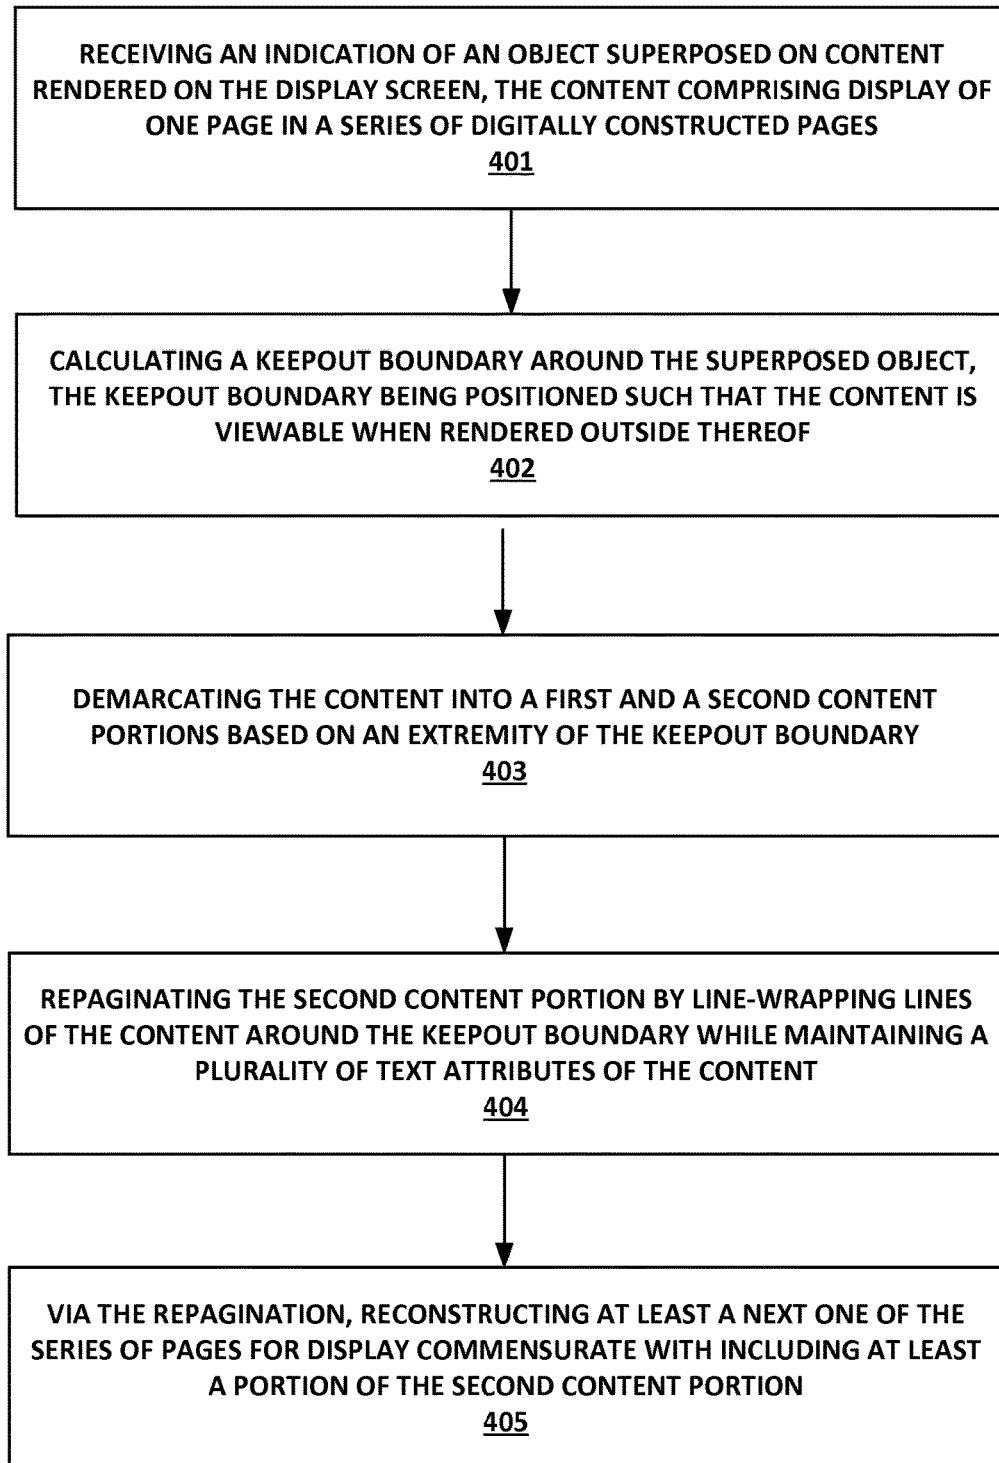 RECEIVING AN INDICATION OF AN OBJECT SUPERPOSED ON CONTENT
RENDERED ON THE DISPLAY SCREEN, THE CONTENT COMPRISING DISPLAY OF
ONE PAGE IN A SERIES OF DIGITALLY CONSTRUCTED PAGES
401
CALCULATING A KEEPOUT BOUNDARY AROUND THE SUPERPOSED OBJECT,
THE KEEPOUT BOUNDARY BEING POSITIONED SUCH THAT THE CONTENT IS
VIEWABLE WHEN RENDERED OUTSIDE THEREOF
402
DEMARCATING THE CONTENT INTO A FIRST AND A SECOND CONTENT
PORTIONS BASED ON AN EXTREMITY OF THE KEEPOUT BOUNDARY
403
REPAGINATING THE SECOND CONTENT PORTION BY LINE-WRAPPING LINES
OF THE CONTENT AROUND THE KEEPOUT BOUNDARY WHILE MAINTAINING A
PLURALITY OF TEXT ATTRIBUTES OF THE CONTENT
404
VIA THE REPAGINATION, RECONSTRUCTING AT LEAST A NEXT ONE OF THE
SERIES OF PAGES FOR DISPLAY COMMENSURATE WITH INCLUDING AT LEAST
A PORTION OF THE SECOND CONTENT PORTION
405